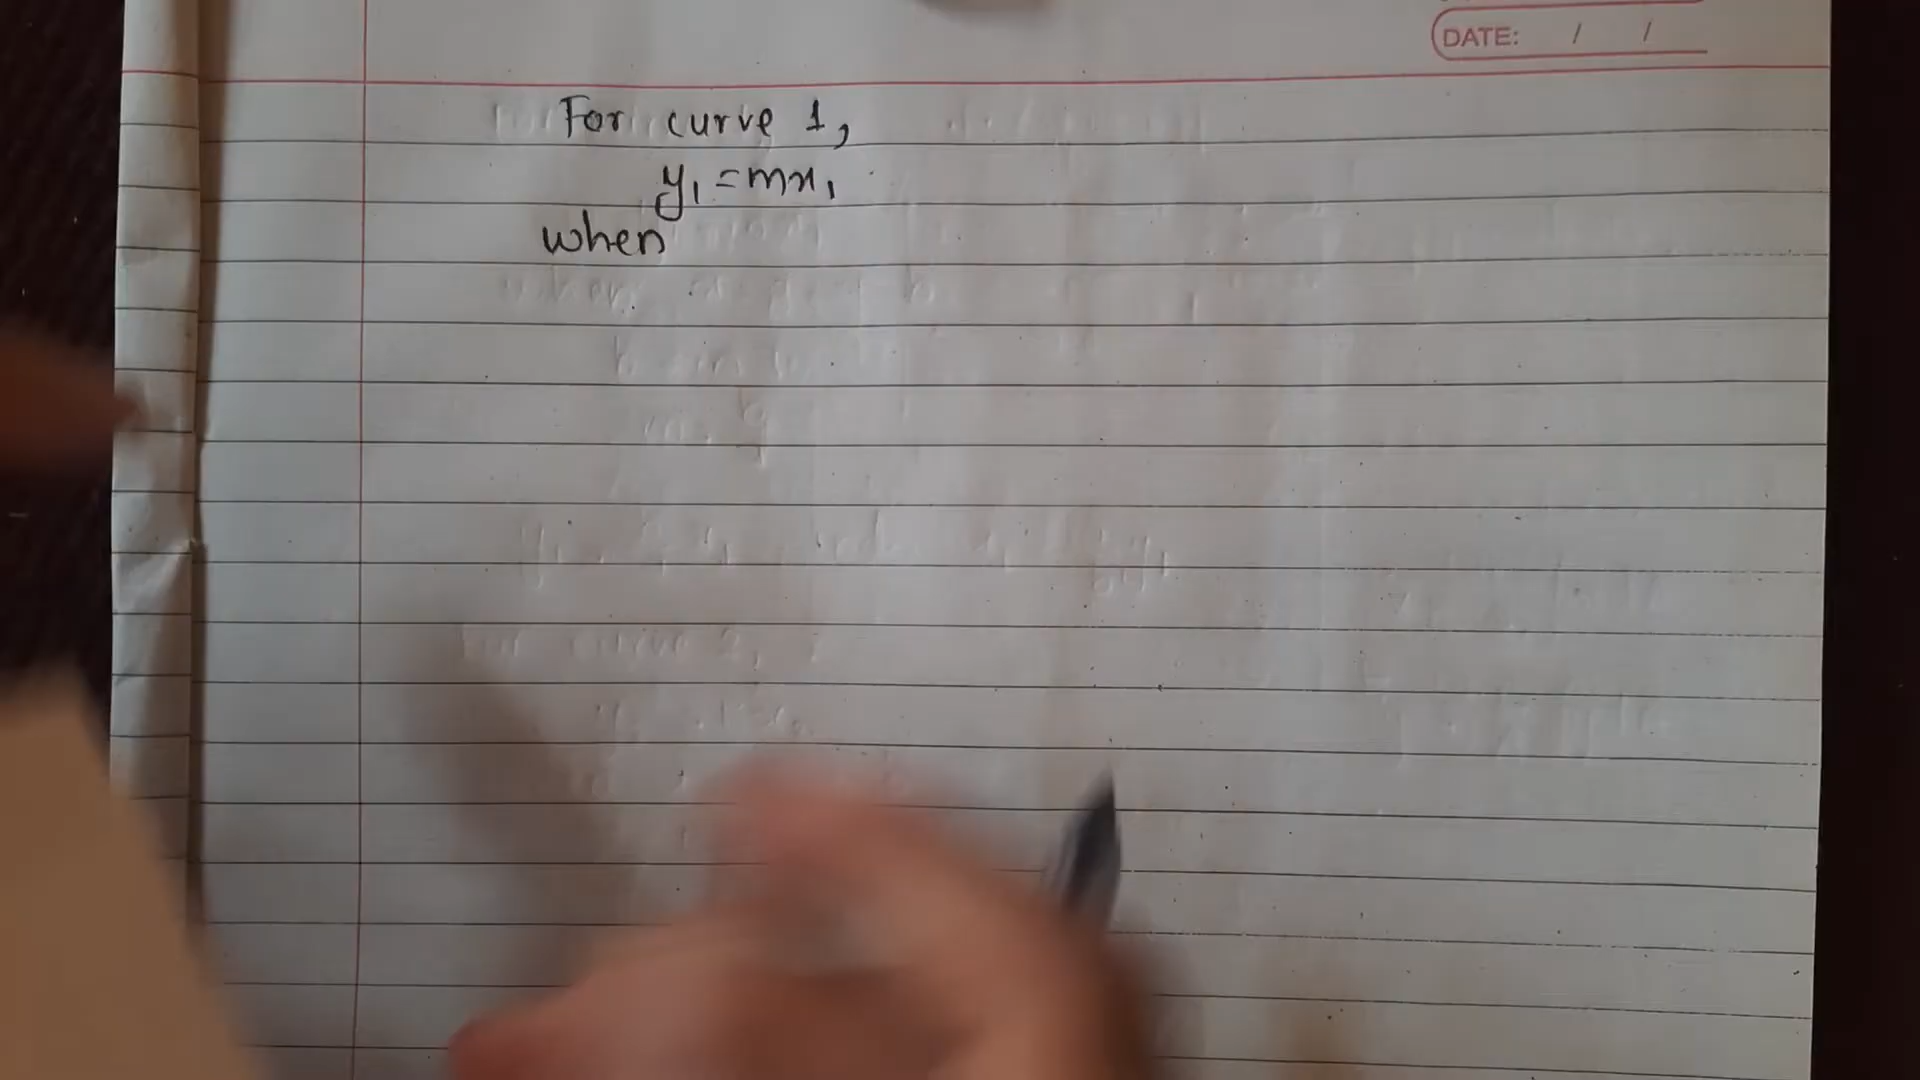 DATE: / /
For curve 1,
y₁ = mx₁
when